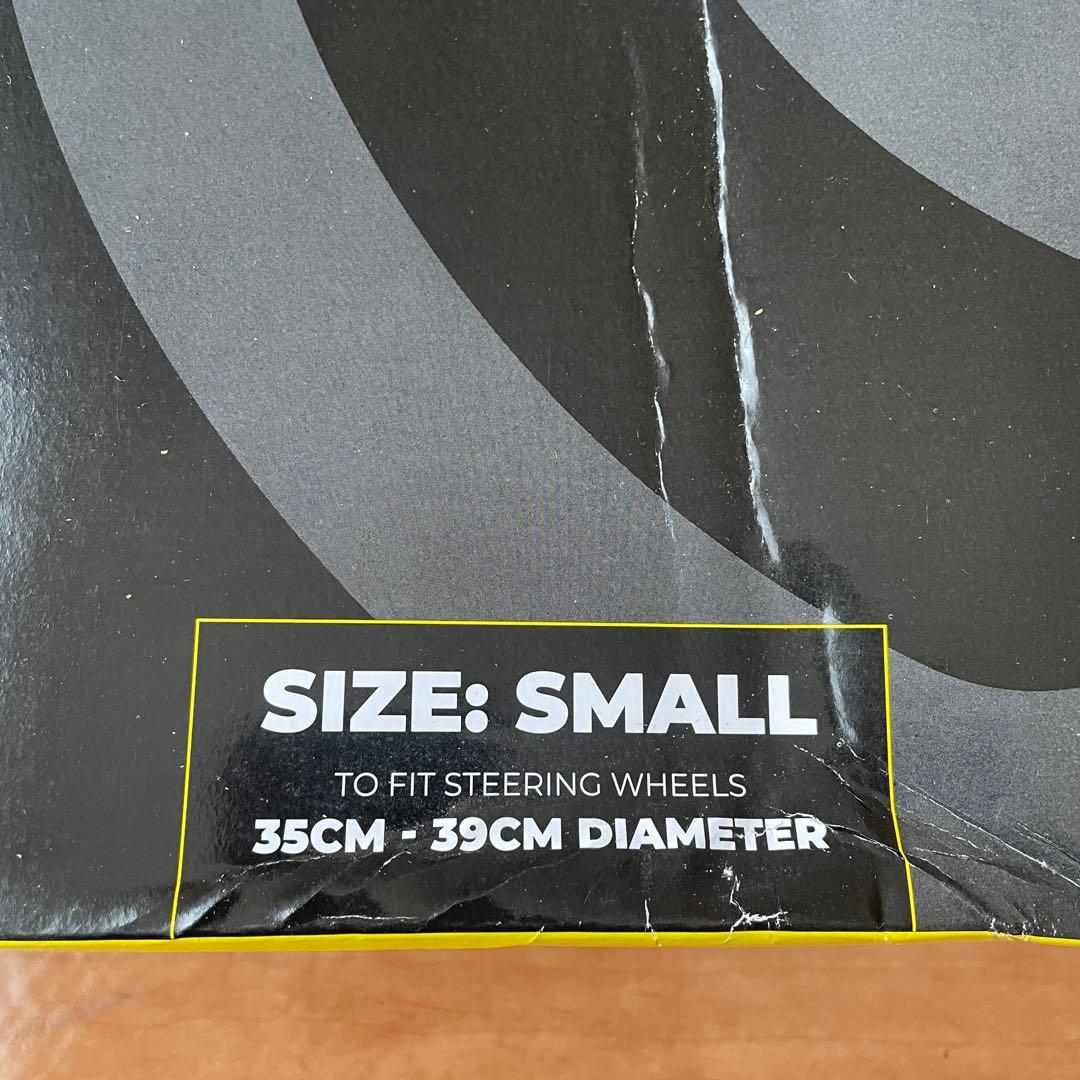 SIZE: SMALL
TO FIT STEERING WHEELS
35CM - 39CM DIAMETER